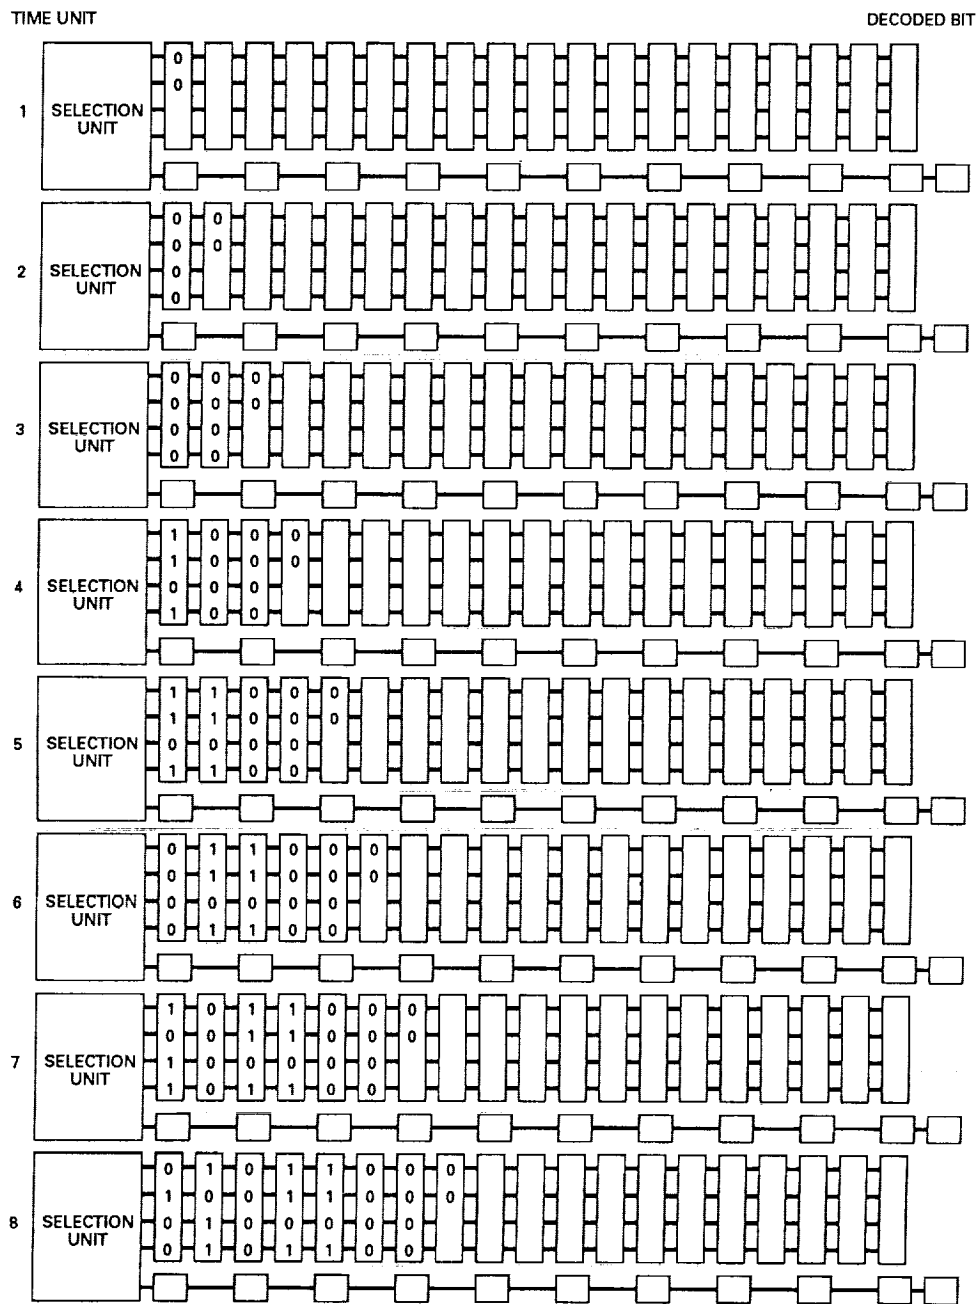 TIME UNIT DECODED BIT
0
0
1 SELECTION UNIT
0 0
0 0
2 SELECTION UNIT 0
0
0 0 0
0 0 0
3 SELECTION UNIT 0 0
0 0
1 0 0 0
1 0 0 0
4 SELECTION UNIT 0 0 0
1 0 0
1 1 0 0 0
1 1 0 0 0
5 SELECTION UNIT 0 0 0 0
1 1 0 0
0 1 1 0 0 0
0 1 1 0 0 0
6 SELECTION UNIT 0 0 0 0 0
0 1 1 0 0
1 0 1 1 0 0 0
0 0 1 1 0 0 0
7 SELECTION UNIT 1 0 0 0 0 0
1 0 1 1 0 0
0 1 0 1 1 0 0 0
1 0 0 1 1 0 0 0
8 SELECTION UNIT 0 1 0 0 0 0 0
0 1 0 1 1 0 0